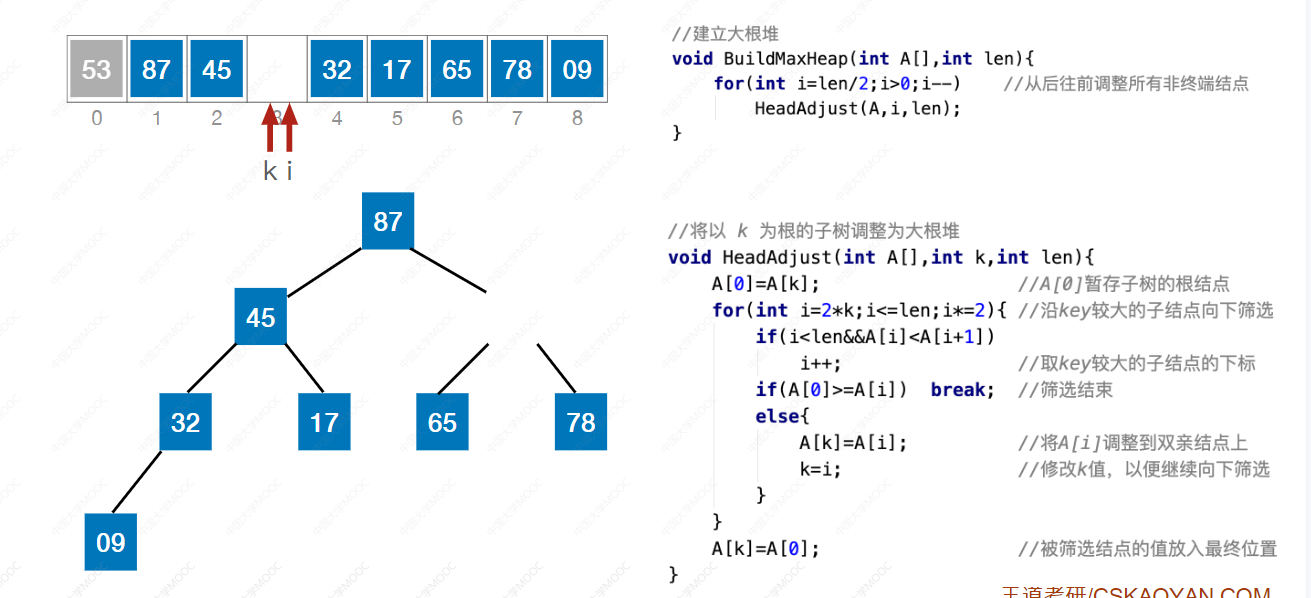 53 87 45 32 17 65 78 09
0 1 2 3 4 5 6 7 8
k i
87
45
32 17 65 78
09
//建立大根堆
void BuildMaxHeap(int A[],int len){
for(int i=len/2;i>0;i--) //从后往前调整所有非终端结点
HeadAdjust(A,i,len);
}
//将以 k 为根的子树调整为大根堆
void HeadAdjust(int A[],int k,int len){
A[0]=A[k]; //A[0]暂存子树的根结点
for(int i=2*k;i<=len;i*=2){ //沿key较大的子结点向下筛选
if(i<len&&A[i]<A[i+1])
i++; //取key较大的子结点的下标
if(A[0]>=A[i]) break; //筛选结束
else{
A[k]=A[i]; //将A[i]调整到双亲结点上
k=i; //修改k值，以便继续向下筛选
}
}
A[k]=A[0]; //被筛选结点的值放入最终位置
}
王道考研/CSKAOYAN.COM